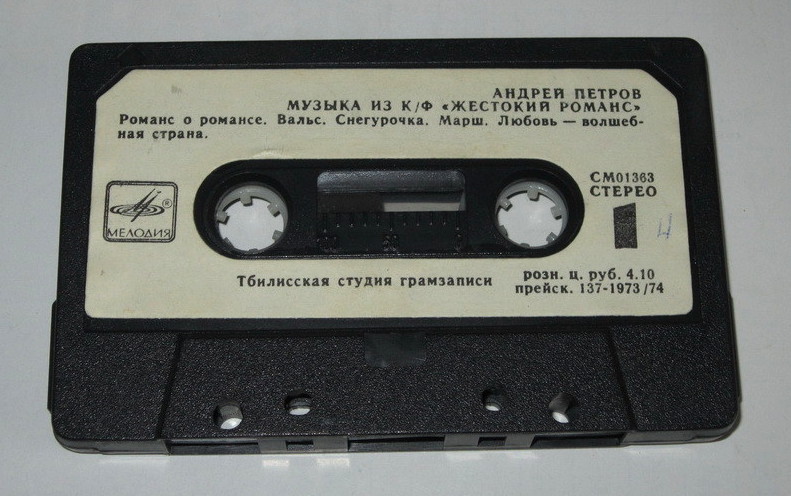 АНДРЕЙ ПЕТРОВ
МУЗЫКА ИЗ К/Ф «ЖЕСТОКИЙ РОМАНС»
Романс о романсе. Вальс. Снегурочка. Марш. Любовь — волшеб-
ная страна.
СМ01363
СТЕРЕО
®
МЕЛОДИЯ
1
Тбилисская студия грамзаписи
розн. ц. руб. 4.10
прейск. 137-1973/74